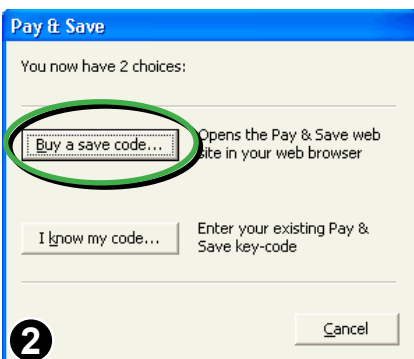 Pay & Save
You now have 2 choices:
Buy a save code...
Opens the Pay & Save web
site in your web browser
I know my code...
Enter your existing Pay &
Save key-code
2
Cancel